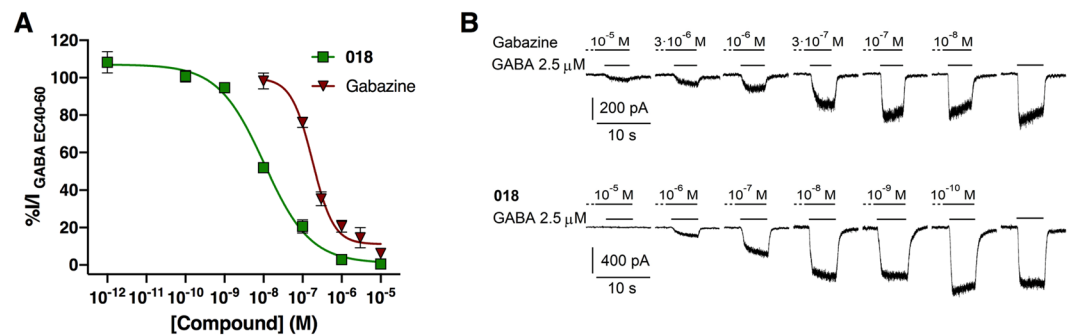 A
%I/I GABA EC40-60
120
100
80
60
40
20
0
018
Gabazine
10⁻¹² 10⁻¹¹ 10⁻¹⁰ 10⁻⁹ 10⁻⁸ 10⁻⁷ 10⁻⁶ 10⁻⁵
[Compound] (M)
B
Gabazine 10⁻⁵ M 3·10⁻⁶ M 10⁻⁶ M 3·10⁻⁷ M 10⁻⁷ M 10⁻⁸ M
GABA 2.5 μM
200 pA
10 s
018 10⁻⁵ M 10⁻⁶ M 10⁻⁷ M 10⁻⁸ M 10⁻⁹ M 10⁻¹⁰ M
GABA 2.5 μM
400 pA
10 s